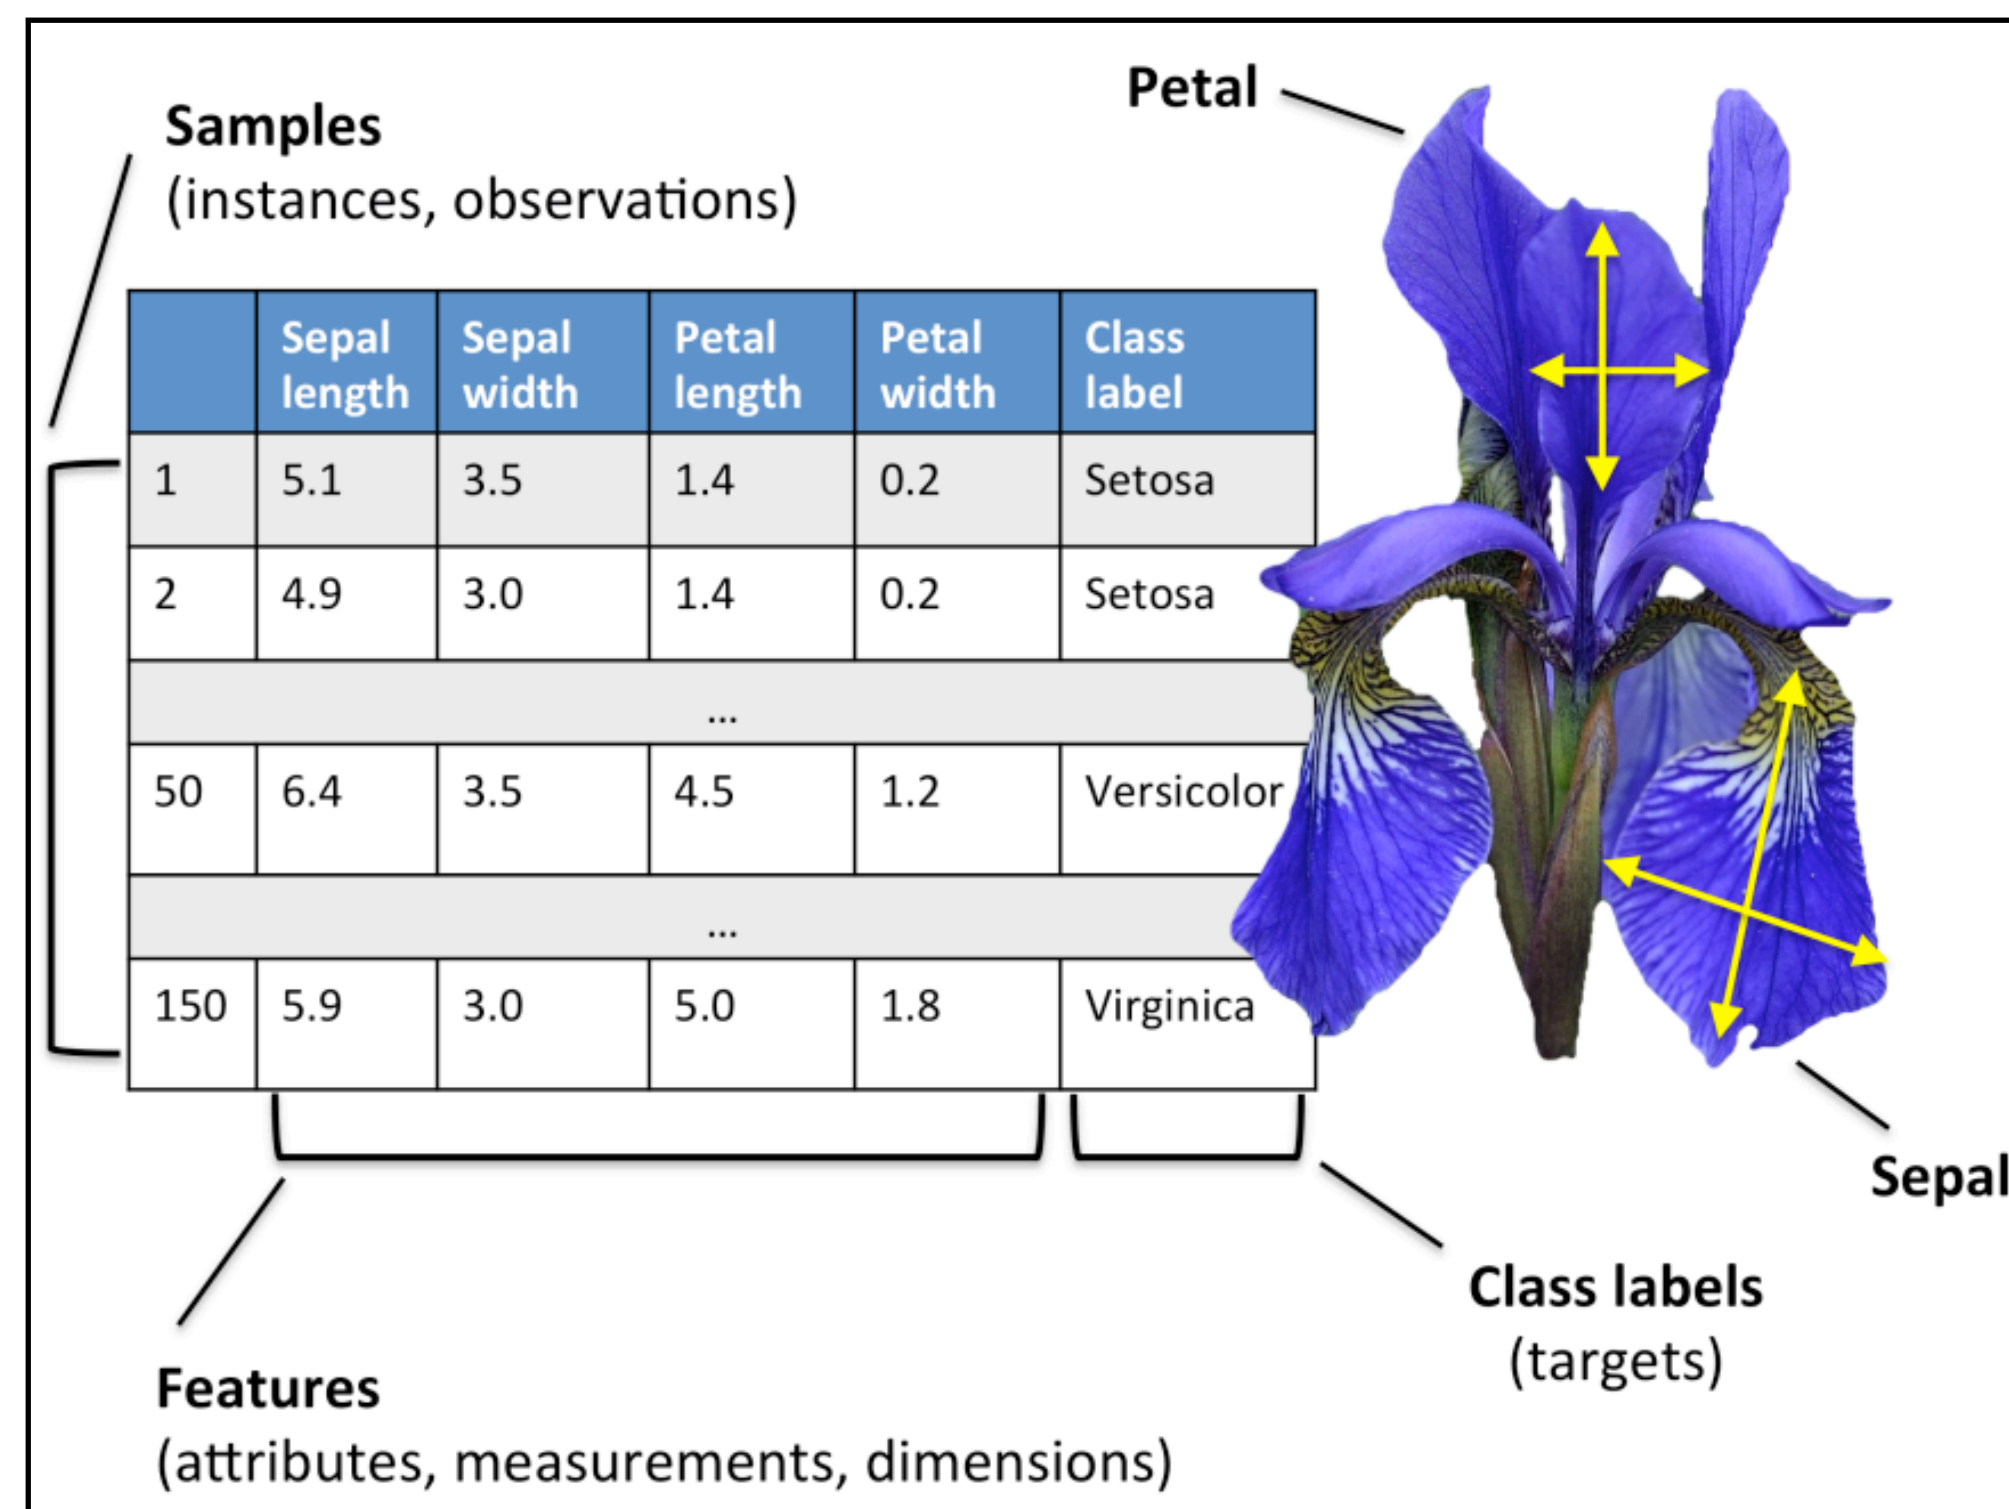 Petal
Samples
(instances, observations)
Sepal length Sepal width Petal length Petal width Class label
1 5.1 3.5 1.4 0.2 Setosa
2 4.9 3.0 1.4 0.2 Setosa
...
50 6.4 3.5 4.5 1.2 Versicolor
...
150 5.9 3.0 5.0 1.8 Virginica
Sepal
Class labels
(targets)
Features
(attributes, measurements, dimensions)